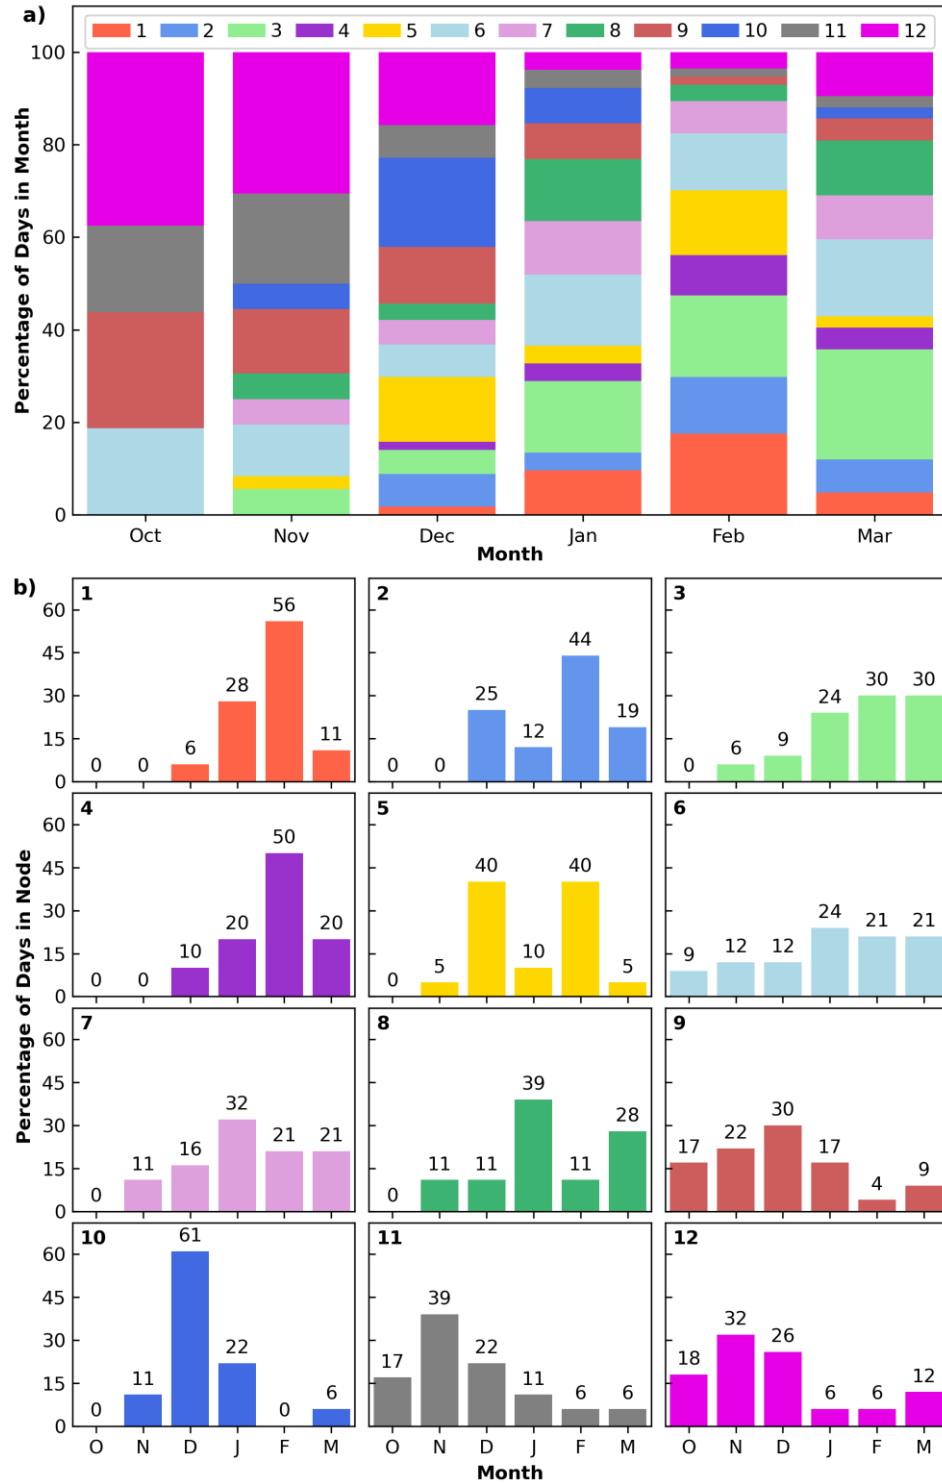 a)
1 2 3 4 5 6 7 8 9 10 11 12
100
80
60
40
20
0
Percentage of Days in Month
Oct Nov Dec Jan Feb Mar
Month
b)
1
60
45
30
15
0
0 0 6 28 56 11
2
0 0 25 12 44 19
3
0 6 9 24 30 30
4
60
45
30
15
0
0 0 10 20 50 20
5
0 5 40 10 40 5
6
9 12 12 24 21 21
Percentage of Days in Node
7
60
45
30
15
0
0 11 16 32 21 21
8
0 11 11 39 11 28
9
17 22 30 17 4 9
10
60
45
30
15
0
0 11 61 22 0 6
11
17 39 22 11 6 6
12
18 32 26 6 6 12
O N D J F M
O N D J F M
O N D J F M
Month